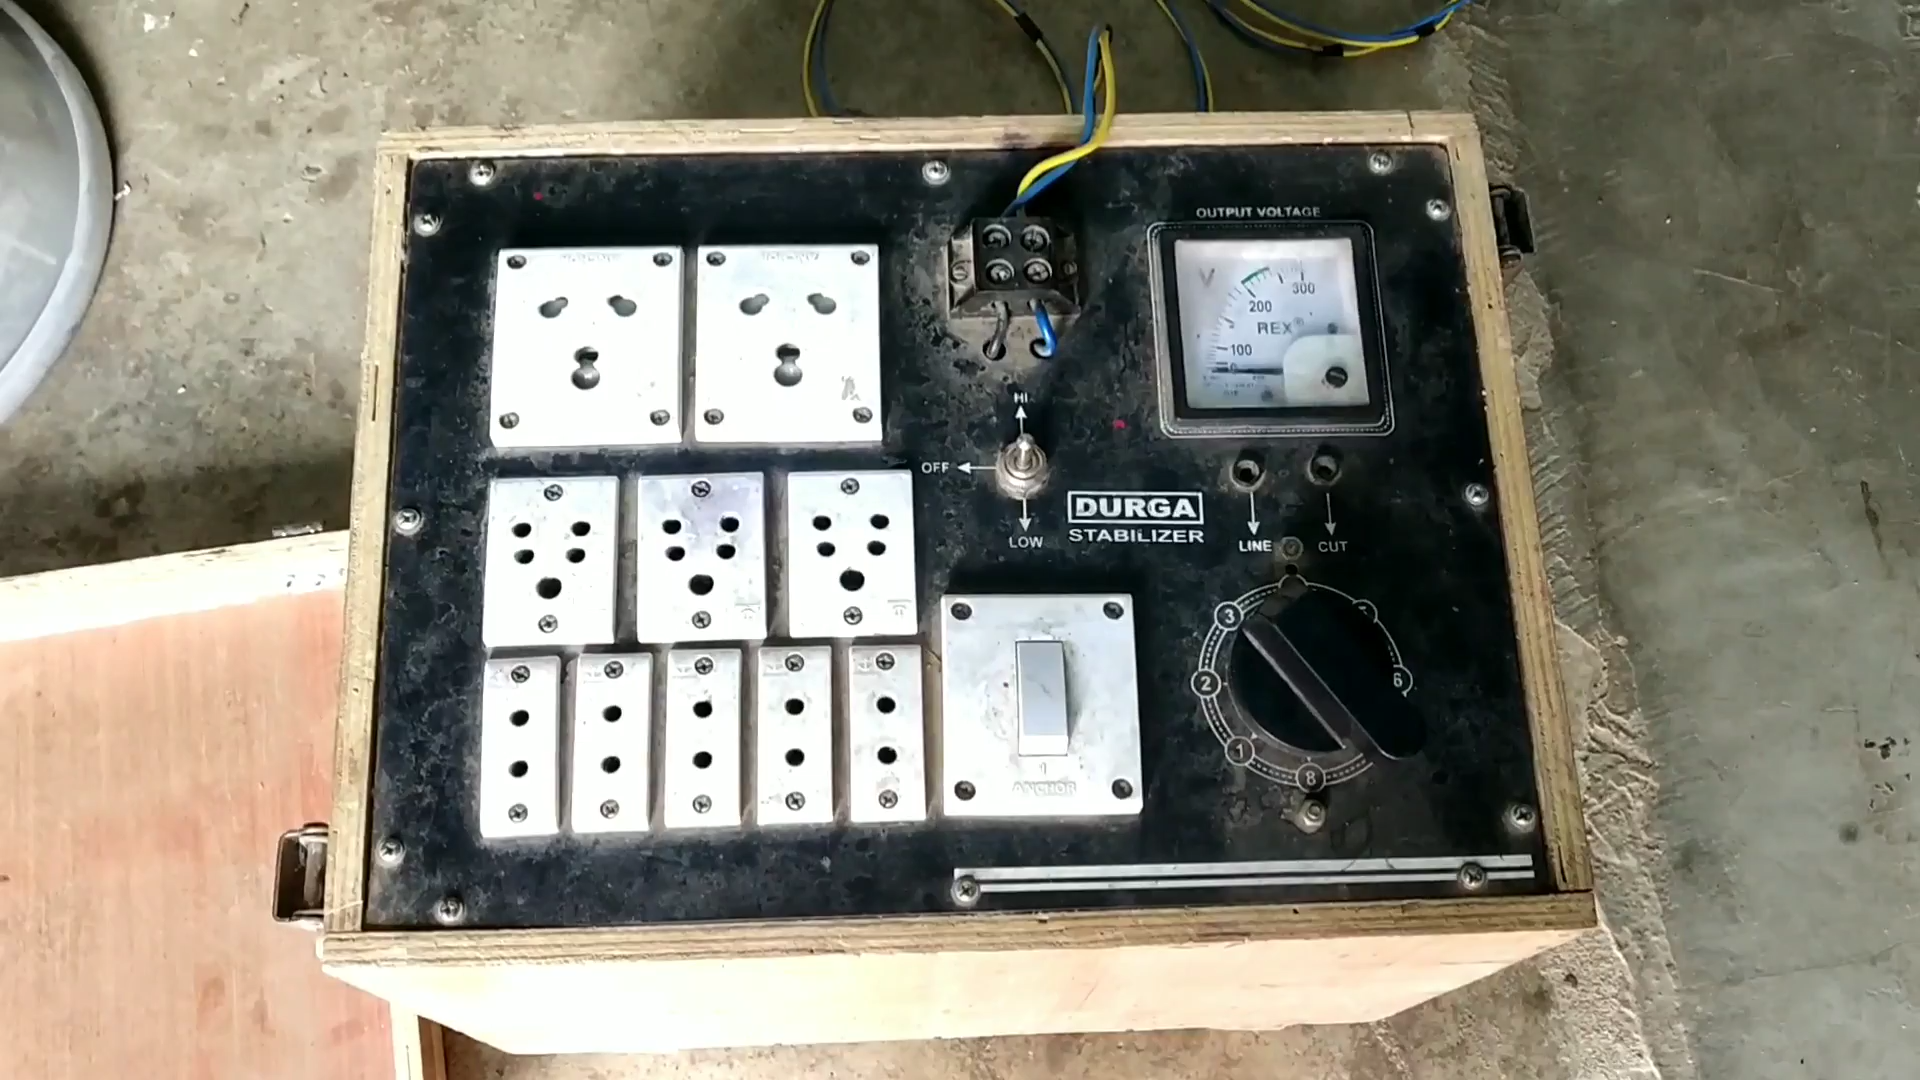 OUTPUT VOLTAGE
V
300
200
REX®
100
0
HI
OFF
LOW
DURGA
STABILIZER
LINE
CUT
3
2
6
1
8
1
ANCHOR